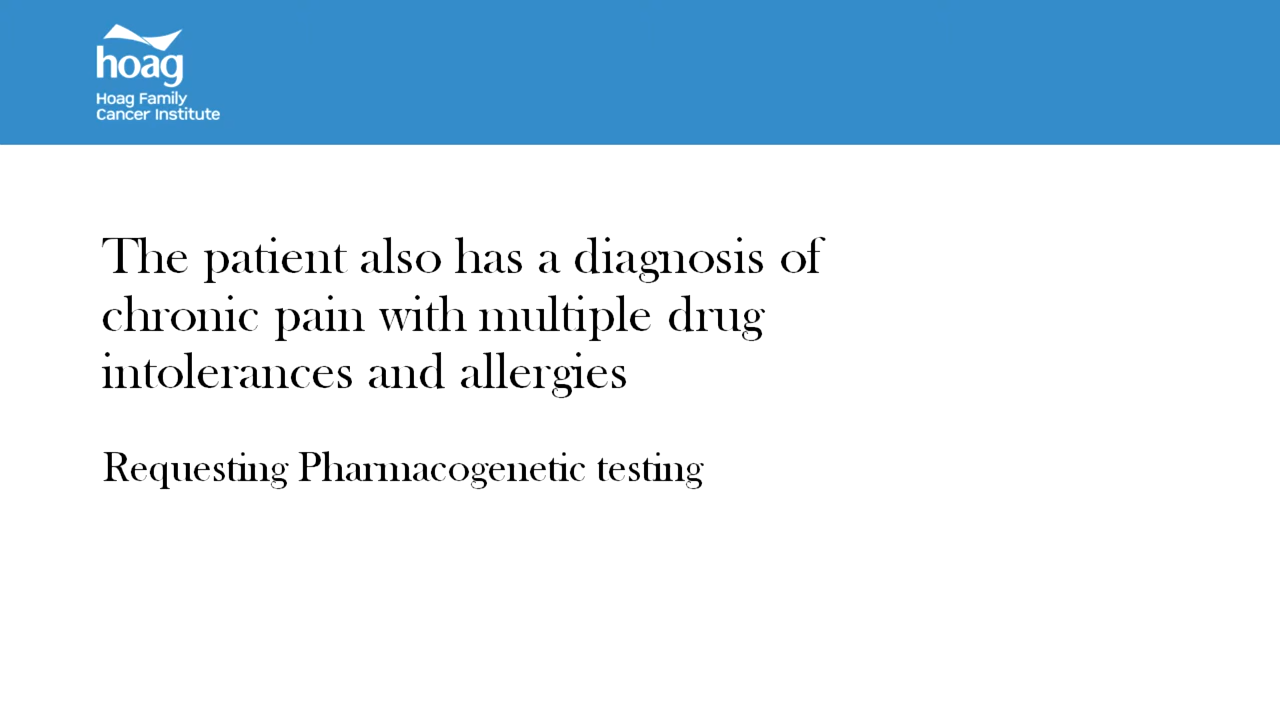 hoag
Hoag Family
Cancer Institute
The patient also has a diagnosis of
chronic pain with multiple drug
intolerances and allergies
Requesting Pharmacogenetic testing